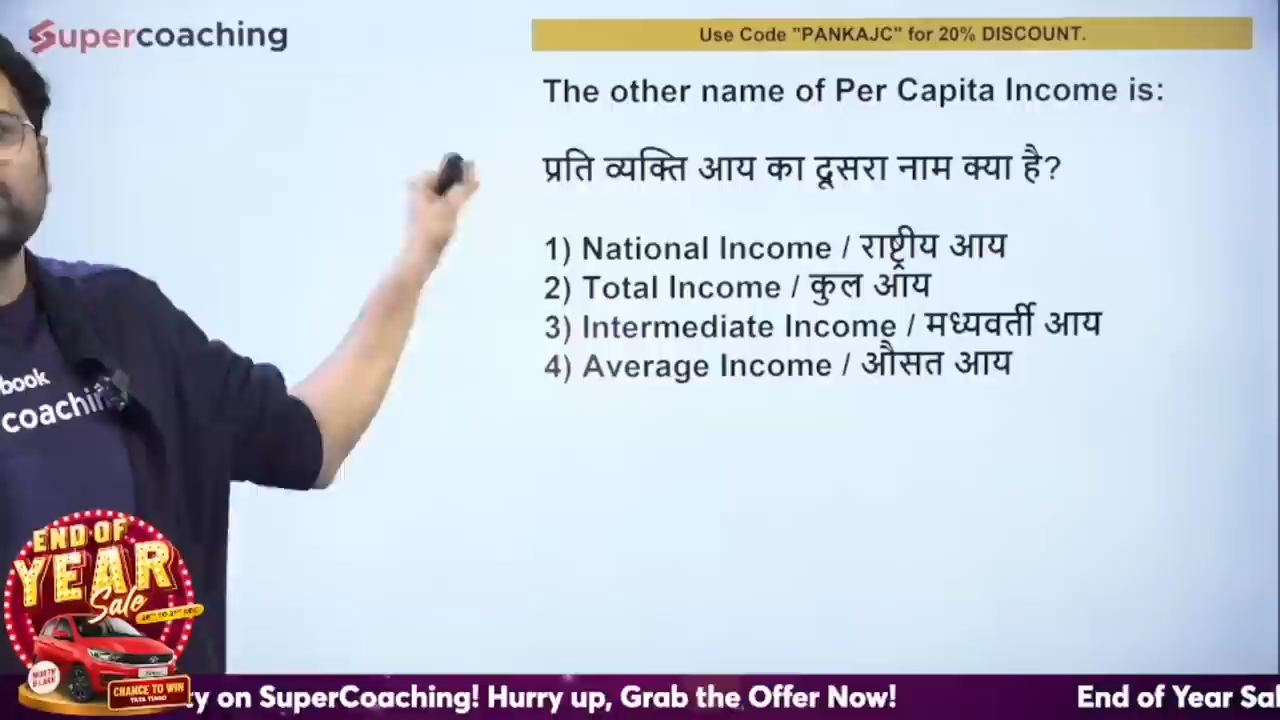 Supercoaching
Use Code "PANKAJC" for 20% DISCOUNT.
The other name of Per Capita Income is:
प्रति व्यक्ति आय का दूसरा नाम क्या है?
1) National Income / राष्ट्रीय आय
2) Total Income / कुल आय
3) Intermediate Income / मध्यवर्ती आय
4) Average Income / औसत आय
book
coachin
END OF
YEAR
Sale
CHANCE TO WIN
TATA TIAGO
ty on SuperCoaching! Hurry up, Grab the Offer Now!
End of Year Sal